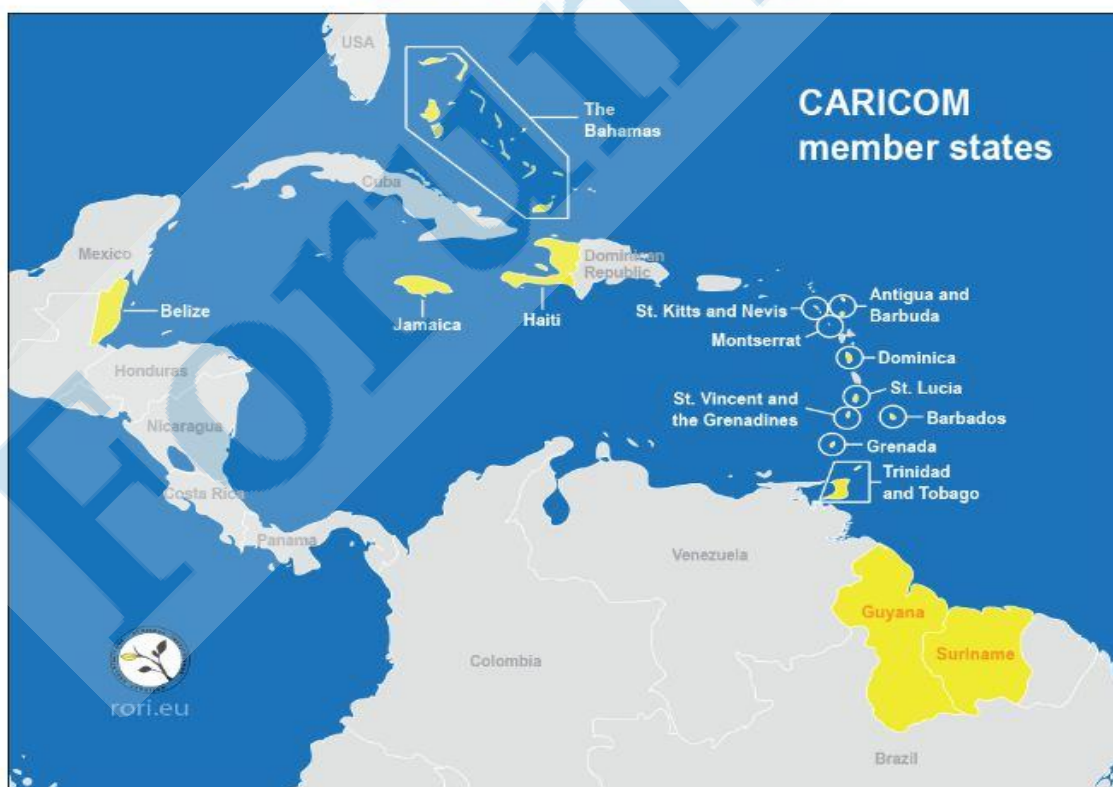 USA
CARICOM
member states
The
Bahamas
Cuba
Mexico
Dominican
Republic
Belize
Jamaica
Haiti
St. Kitts and Nevis
Antigua and
Barbuda
Montserrat
Honduras
Dominica
St. Lucia
St. Vincent and
the Grenadines
Barbados
Nicaragua
Grenada
Trinidad
and Tobago
Costa Rica
Panama
Venezuela
Guyana
Suriname
Colombia
rori.eu
Brazil
Forum